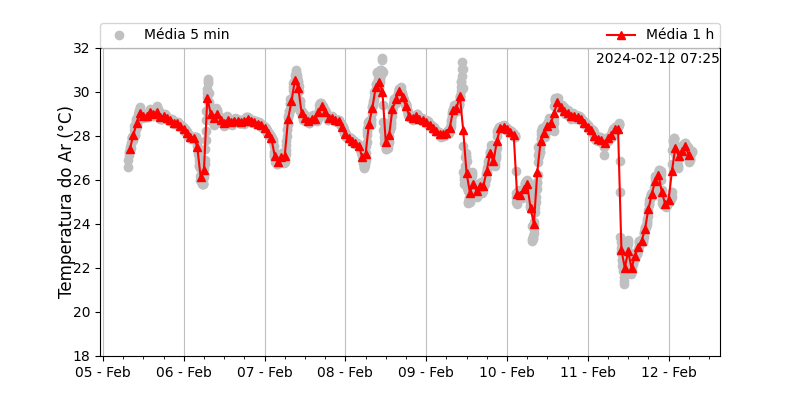 Média 5 min
Média 1 h
2024-02-12 07:25
Temperatura do Ar (°C)
32
30
28
26
24
22
20
18
05 - Feb
06 - Feb
07 - Feb
08 - Feb
09 - Feb
10 - Feb
11 - Feb
12 - Feb